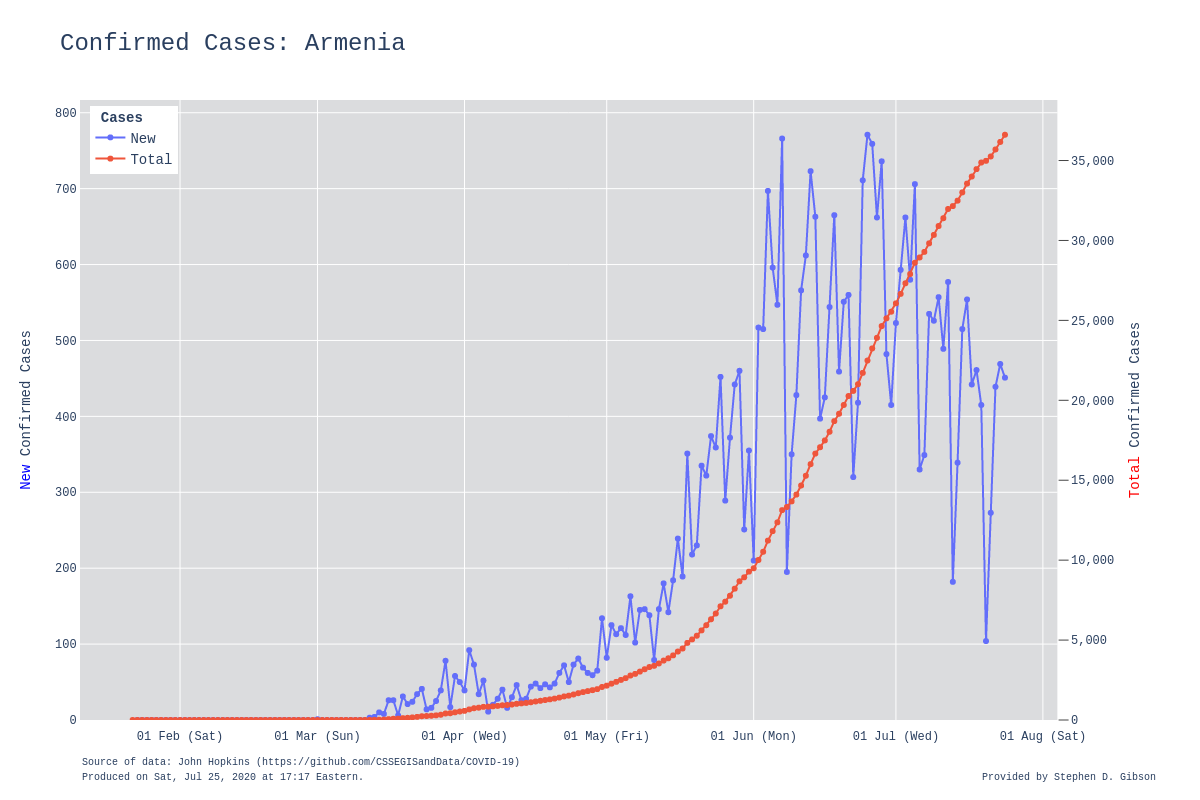 Confirmed Cases: Armenia
Cases
New
Total
800
700
600
500
400
300
200
100
0
New Confirmed Cases
35,000
30,000
25,000
20,000
15,000
10,000
5,000
0
Total Confirmed Cases
01 Feb (Sat) 01 Mar (Sun) 01 Apr (Wed) 01 May (Fri) 01 Jun (Mon) 01 Jul (Wed) 01 Aug (Sat)
Source of data: John Hopkins (https://github.com/CSSEGISandData/COVID-19)
Produced on Sat, Jul 25, 2020 at 17:17 Eastern.
Provided by Stephen D. Gibson